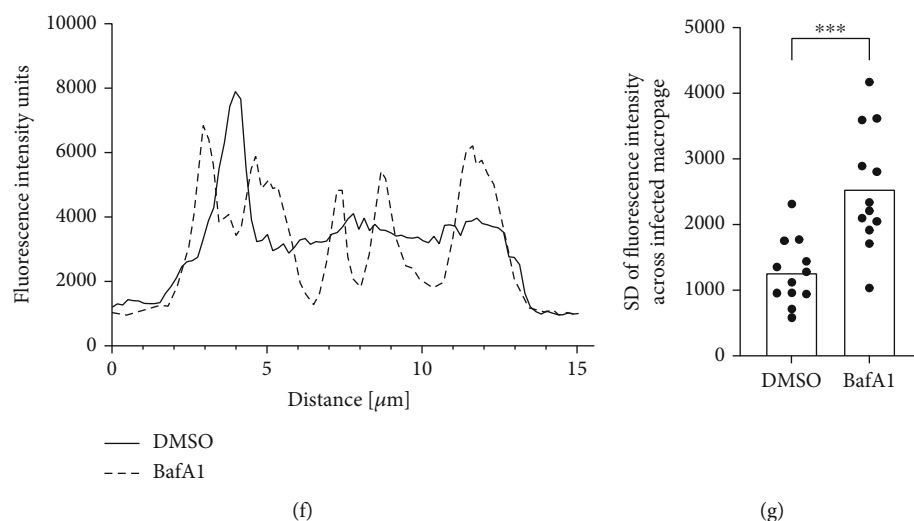 Fluorescence intensity units
10000
8000
6000
4000
2000
0
0
5
10
15
Distance [μm]
DMSO
BafA1
(f)
SD of fluorescence intensity
across infected macropage
5000
4000
3000
2000
1000
0
***
DMSO
BafA1
(g)